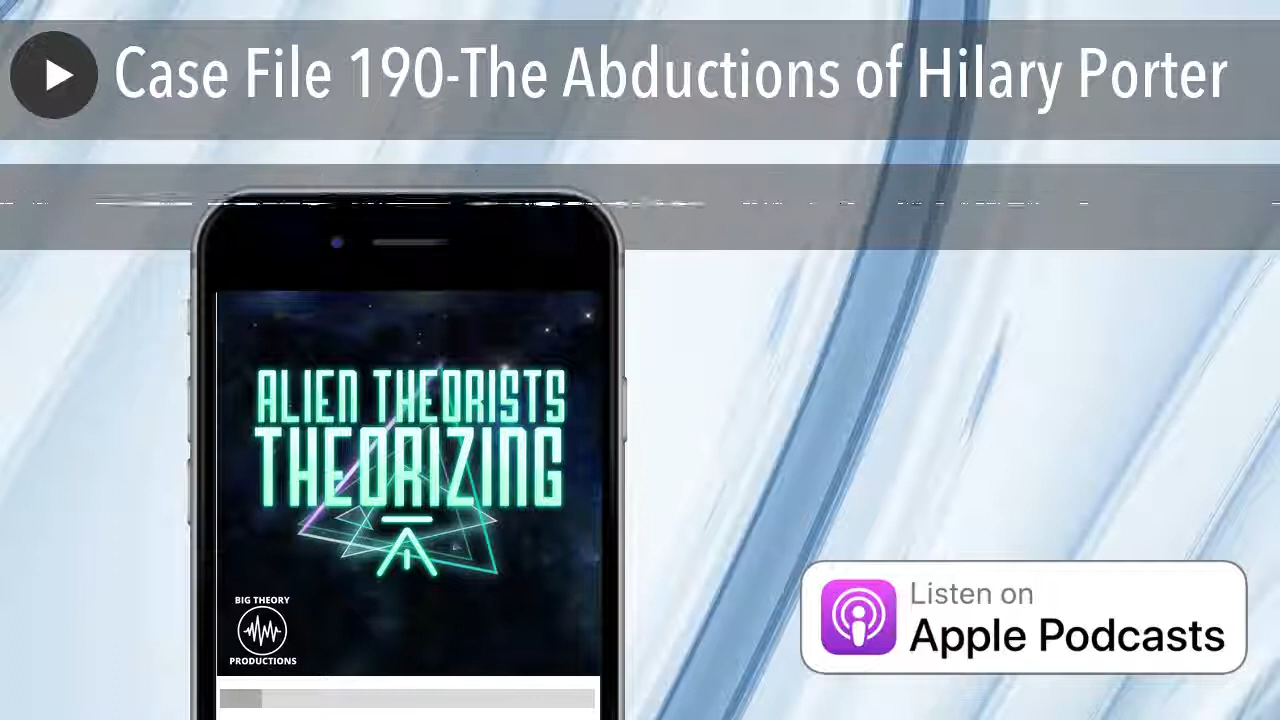 Case File 190-The Abductions of Hilary Porter
ALIEN THEORISTS
THEORIZING
BIG THEORY
PRODUCTIONS
Listen on
Apple Podcasts